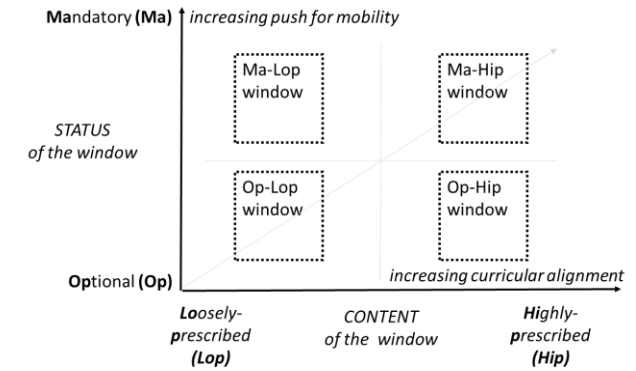 Mandatory (Ma)
increasing push for mobility
Ma-Lop
window
Ma-Hip
window
STATUS
of the window
Op-Lop
window
Op-Hip
window
Optional (Op)
increasing curricular alignment
Loosely-
prescribed
(Lop)
CONTENT
of the window
Highly-
prescribed
(Hip)